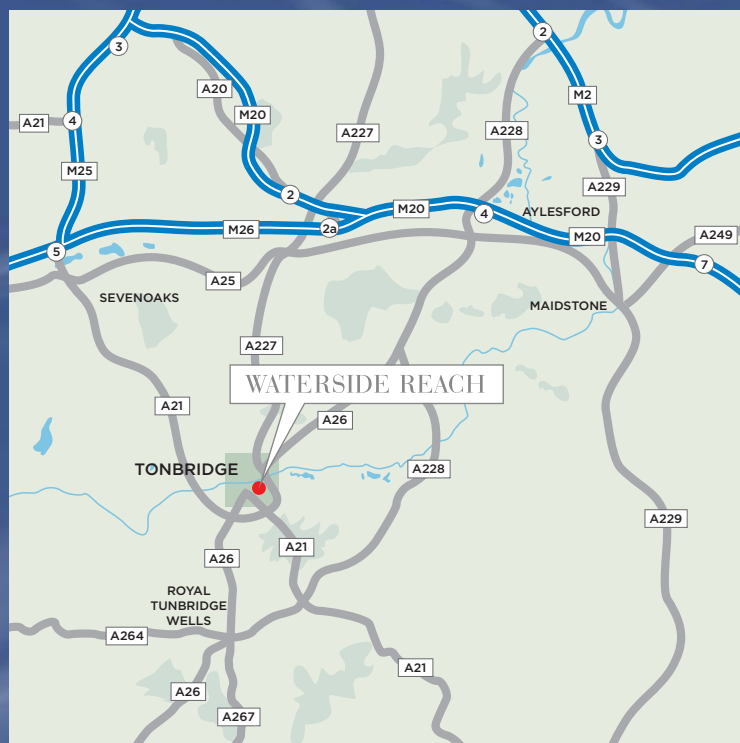 2
3
A20
M2
M20
4
A21
A227
A228
3
M25
A229
2
M20
4
AYLESFORD
M26
2a
M20
A249
5
7
A25
SEVENOAKS
MAIDSTONE
A227
WATERSIDE REACH
A21
A26
TONBRIDGE
A228
A229
A21
A26
ROYAL
TUNBRIDGE
WELLS
A264
A21
A26
A267